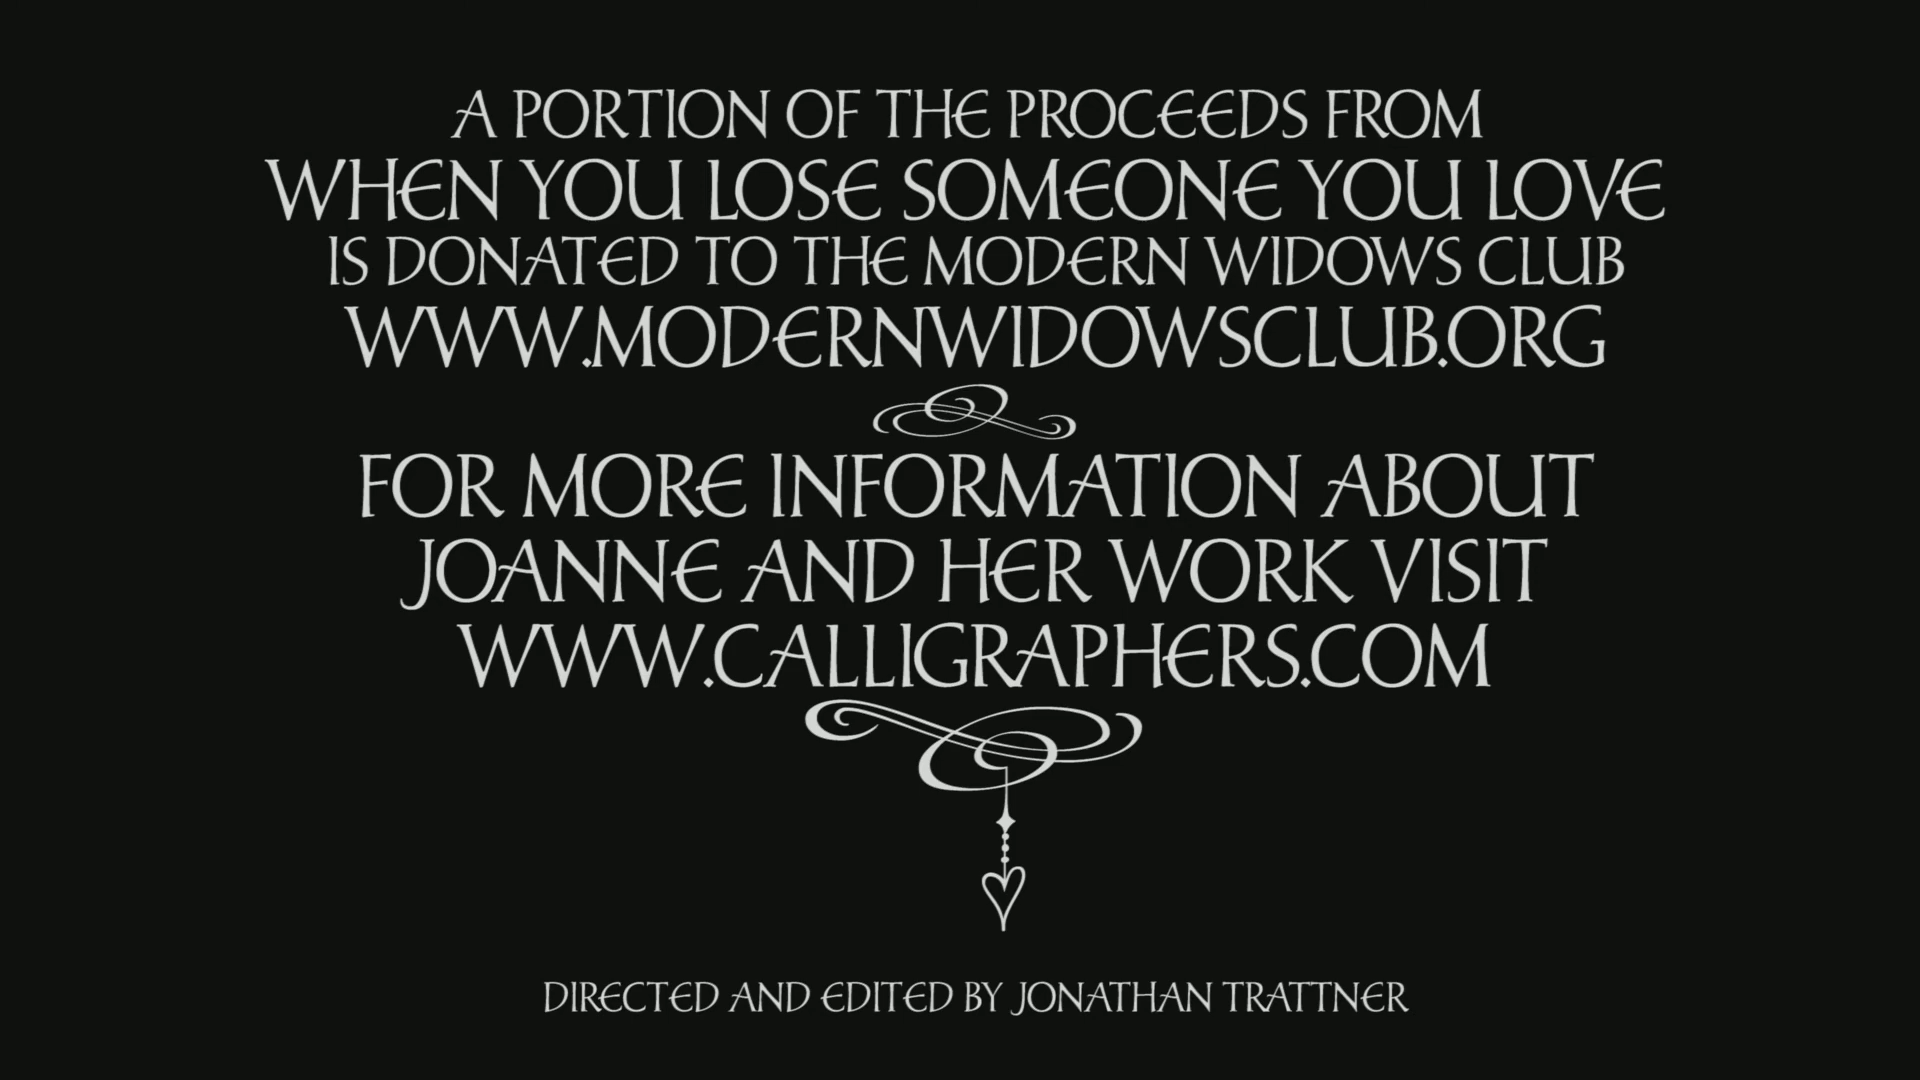 A PORTION OF THE PROCEEDS FROM
WHEN YOU LOSE SOMEONE YOU LOVE
IS DONATED TO THE MODERN WIDOWS CLUB
WWW.MODERNWIDOWSCLUB.ORG
FOR MORE INFORMATION ABOUT
JOANNE AND HER WORK VISIT
WWW.CALLIGRAPHERS.COM
DIRECTED AND EDITED BY JONATHAN TRATTNER